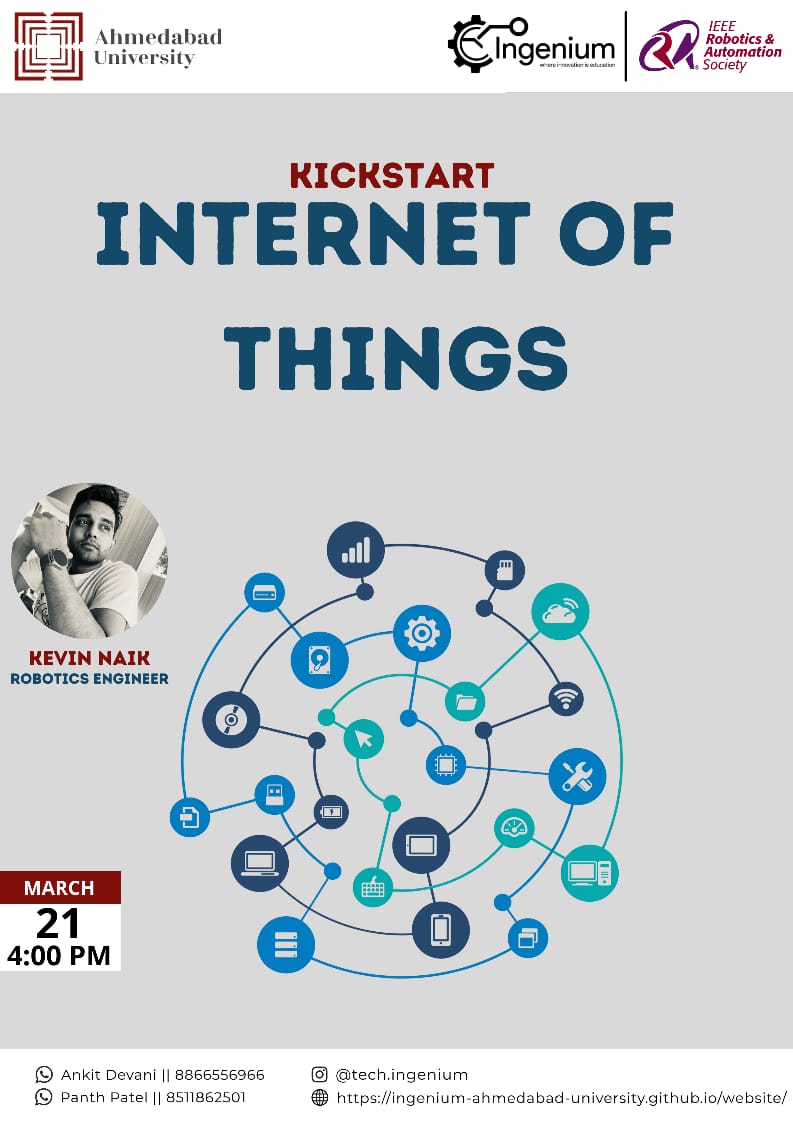 Ahmedabad
University
Ingenium
where innovation is education
IEEE
Robotics &
Automation
Society
KICKSTART
INTERNET OF
THINGS
KEVIN NAIK
ROBOTICS ENGINEER
MARCH
21
4:00 PM
Ankit Devani || 8866556966
Panth Patel || 8511862501
@tech.ingenium
https://ingenium-ahmedabad-university.github.io/website/